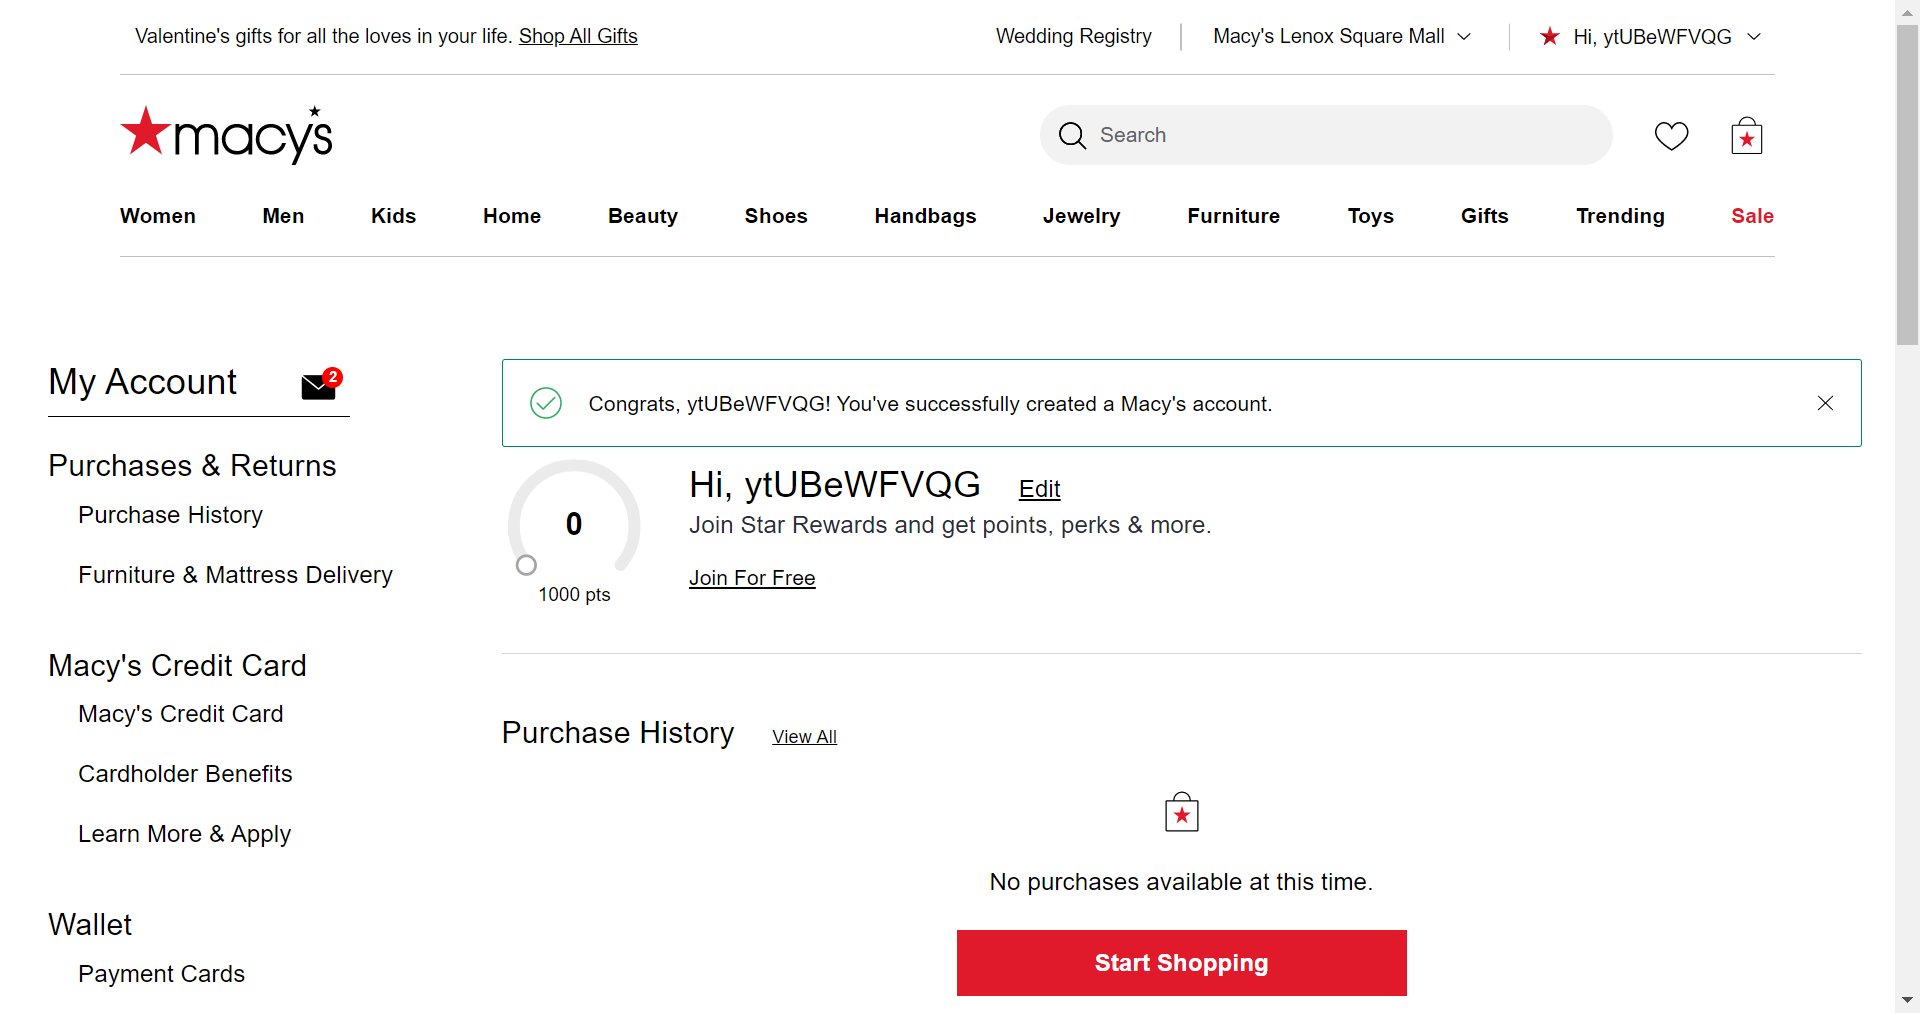 Valentine's gifts for all the loves in your life. Shop All Gifts
Wedding Registry
Macy's Lenox Square Mall
Hi, ytUBeWFVQG
macy's
Search
Women Men Kids Home Beauty Shoes Handbags Jewelry Furniture Toys Gifts Trending Sale
My Account
2
Purchases & Returns
Purchase History
Furniture & Mattress Delivery
Macy's Credit Card
Macy's Credit Card
Cardholder Benefits
Learn More & Apply
Wallet
Payment Cards
Congrats, ytUBeWFVQG! You've successfully created a Macy's account.
0
1000 pts
Hi, ytUBeWFVQG Edit
Join Star Rewards and get points, perks & more.
Join For Free
Purchase History View All
No purchases available at this time.
Start Shopping